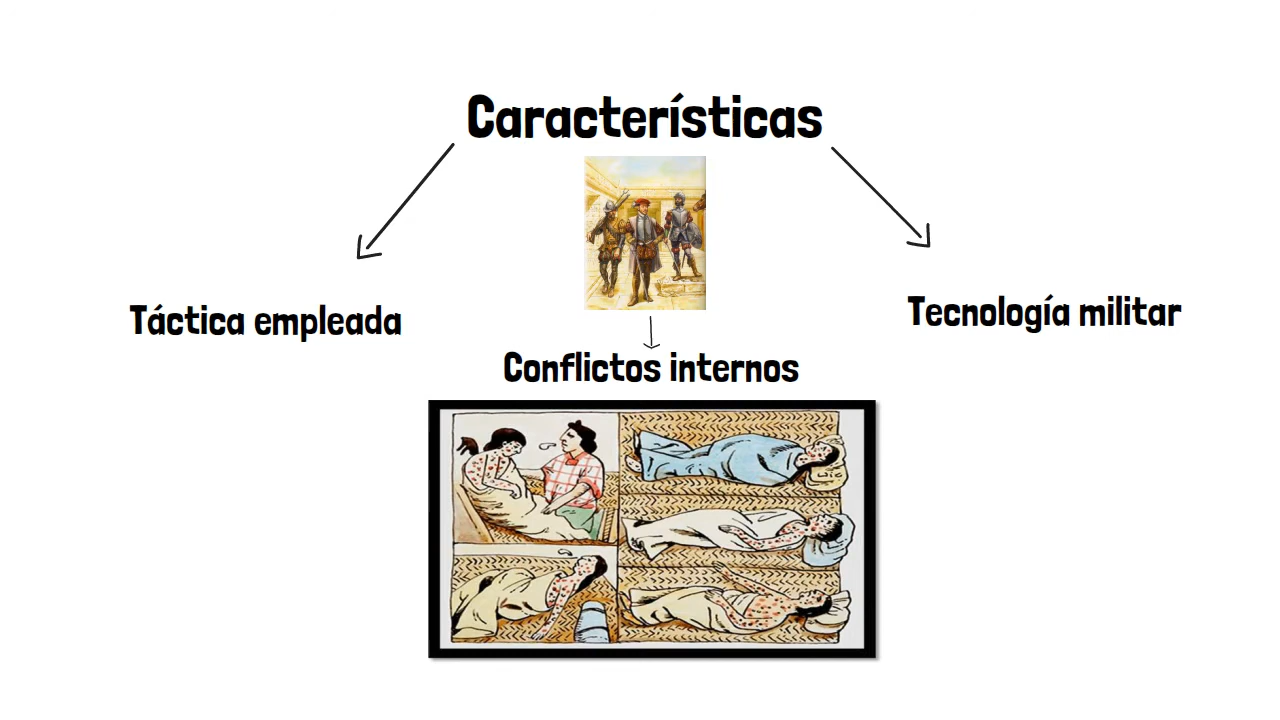 Características
Táctica empleada
Tecnología militar
Conflictos internos